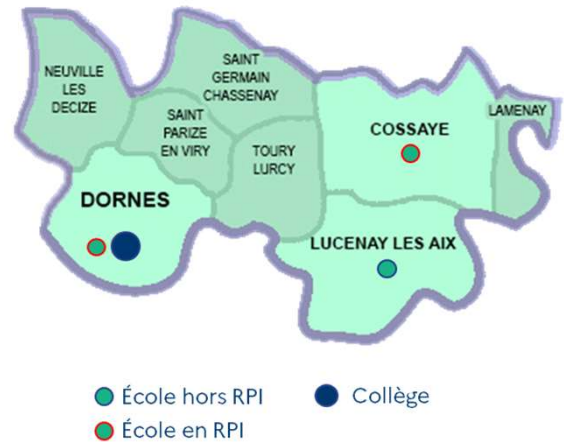 NEUVILLE
LES
DECIZE
SAINT
GERMAIN
CHASSENAY
SAINT
PARIZE
EN VIRY
TOURY
LURCY
COSSAYE
LAMENAY
DORNES
LUCENAY LES AIX
École hors RPI
Collège
École en RPI